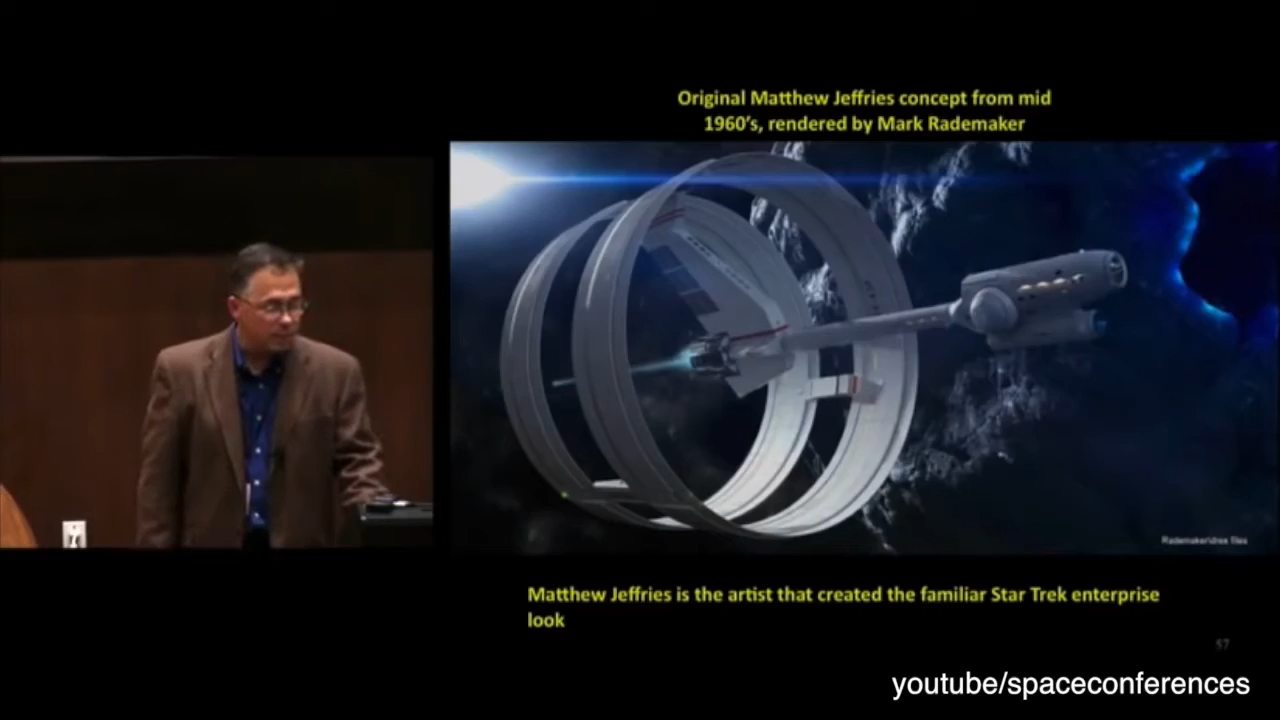 Original Matthew Jeffries concept from mid
1960's, rendered by Mark Rademaker
Matthew Jeffries is the artist that created the familiar Star Trek enterprise
look
57
youtube/spaceconferences